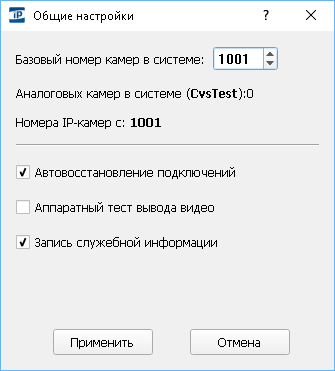 iP Общие настройки ?
Базовый номер камер в системе: 1001
Аналоговых камер в системе (CvsTest):0
Номера IP-камер с: 1001
Автовосстановление подключений
Аппаратный тест вывода видео
Запись служебной информации
Применить Отмена